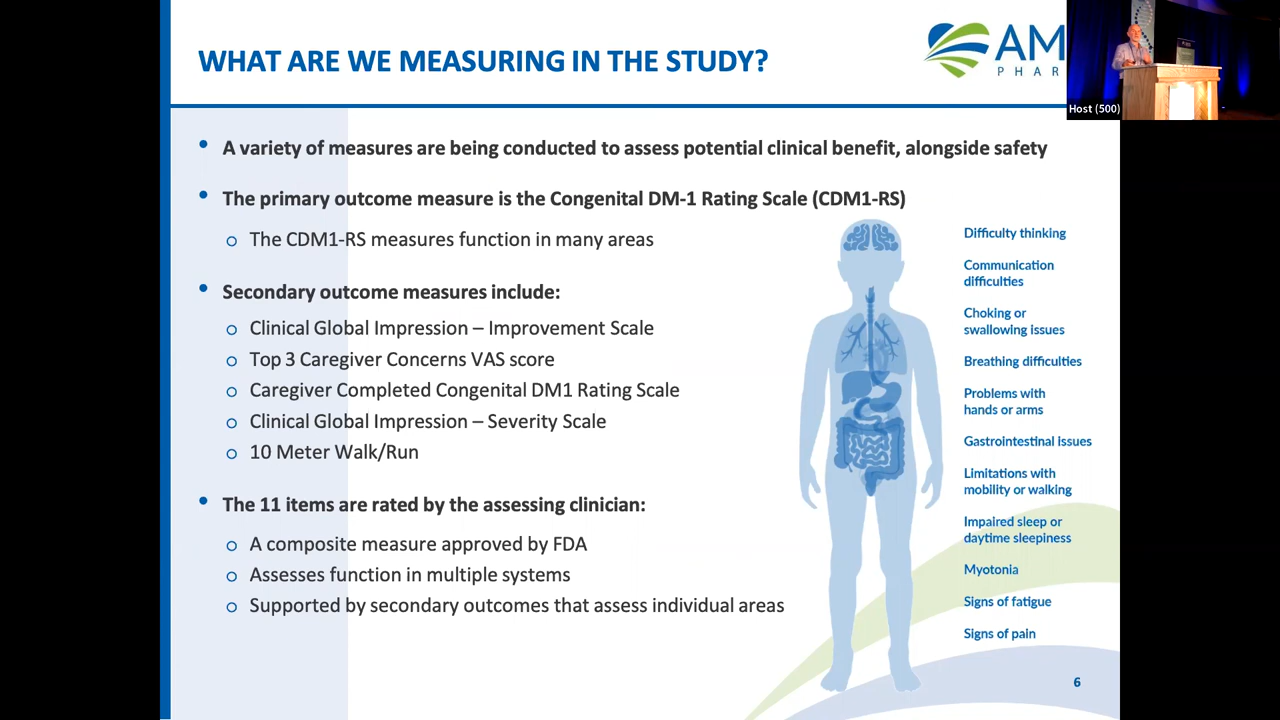 WHAT ARE WE MEASURING IN THE STUDY?
AM
PHAR
Host (500)
• A variety of measures are being conducted to assess potential clinical benefit, alongside safety
• The primary outcome measure is the Congenital DM-1 Rating Scale (CDM1-RS)
o The CDM1-RS measures function in many areas
• Secondary outcome measures include:
o Clinical Global Impression – Improvement Scale
o Top 3 Caregiver Concerns VAS score
o Caregiver Completed Congenital DM1 Rating Scale
o Clinical Global Impression – Severity Scale
o 10 Meter Walk/Run
• The 11 items are rated by the assessing clinician:
o A composite measure approved by FDA
o Assesses function in multiple systems
o Supported by secondary outcomes that assess individual areas
Difficulty thinking
Communication
difficulties
Choking or
swallowing issues
Breathing difficulties
Problems with
hands or arms
Gastrointestinal issues
Limitations with
mobility or walking
Impaired sleep or
daytime sleepiness
Myotonia
Signs of fatigue
Signs of pain
6